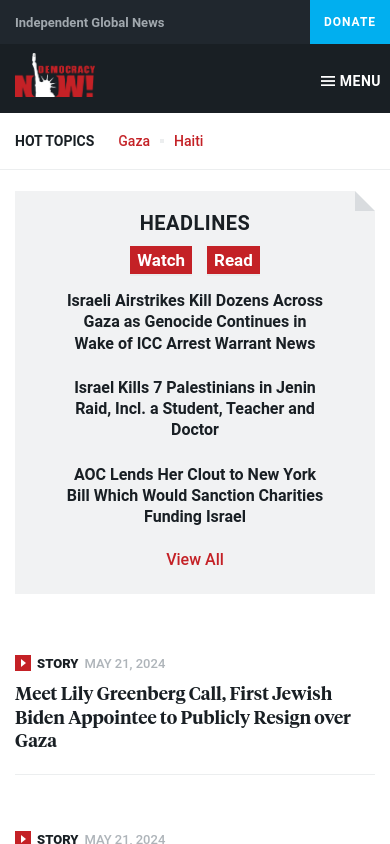 Independent Global News
DONATE
DEMOCRACY
NOW!
MENU
HOT TOPICS
Gaza
Haiti
HEADLINES
Watch
Read
Israeli Airstrikes Kill Dozens Across
Gaza as Genocide Continues in
Wake of ICC Arrest Warrant News
Israel Kills 7 Palestinians in Jenin
Raid, Incl. a Student, Teacher and
Doctor
AOC Lends Her Clout to New York
Bill Which Would Sanction Charities
Funding Israel
View All
STORY MAY 21, 2024
Meet Lily Greenberg Call, First Jewish
Biden Appointee to Publicly Resign over
Gaza
STORY MAY 21, 2024